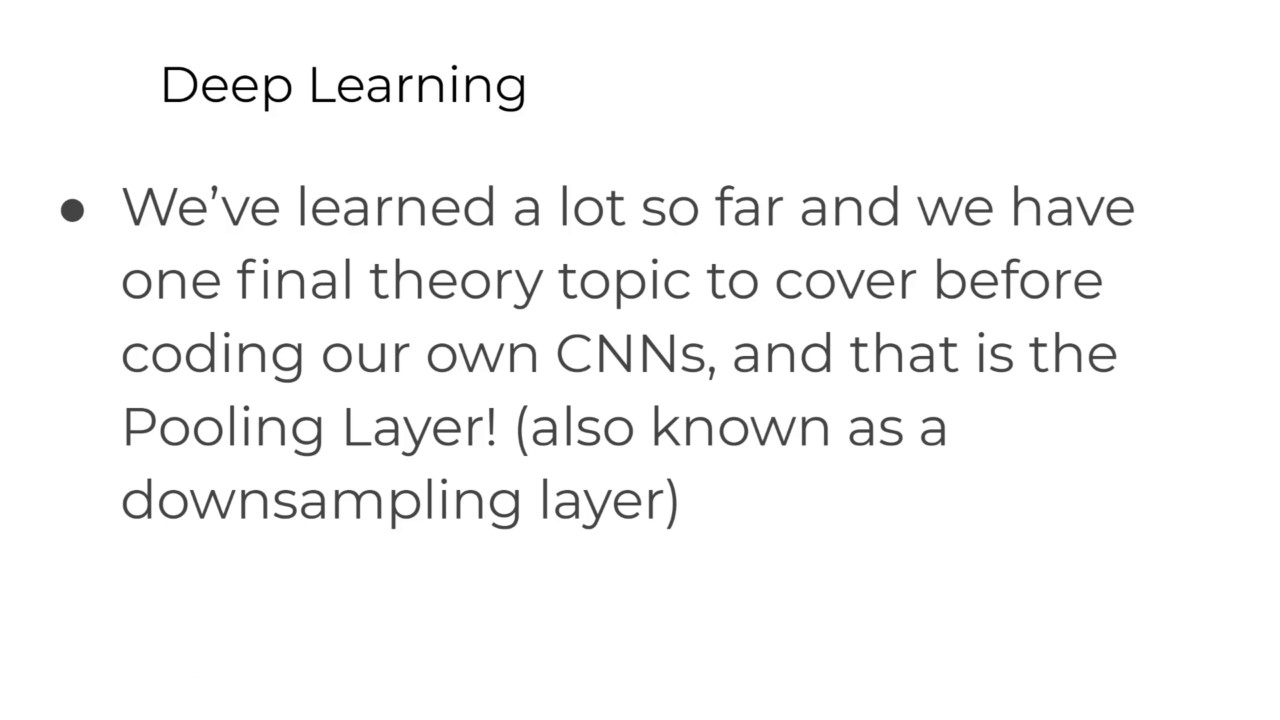 Deep Learning
● We’ve learned a lot so far and we have
one final theory topic to cover before
coding our own CNNs, and that is the
Pooling Layer! (also known as a
downsampling layer)